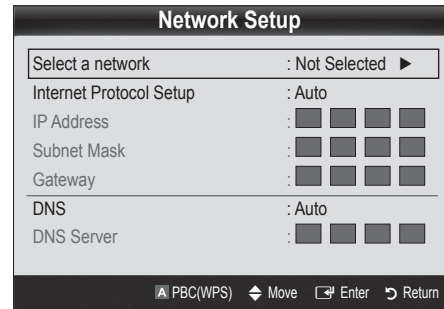 Network Setup
Select a network : Not Selected ►
Internet Protocol Setup : Auto
IP Address :
Subnet Mask :
Gateway :
DNS : Auto
DNS Server :
A PBC(WPS) Move Enter Return